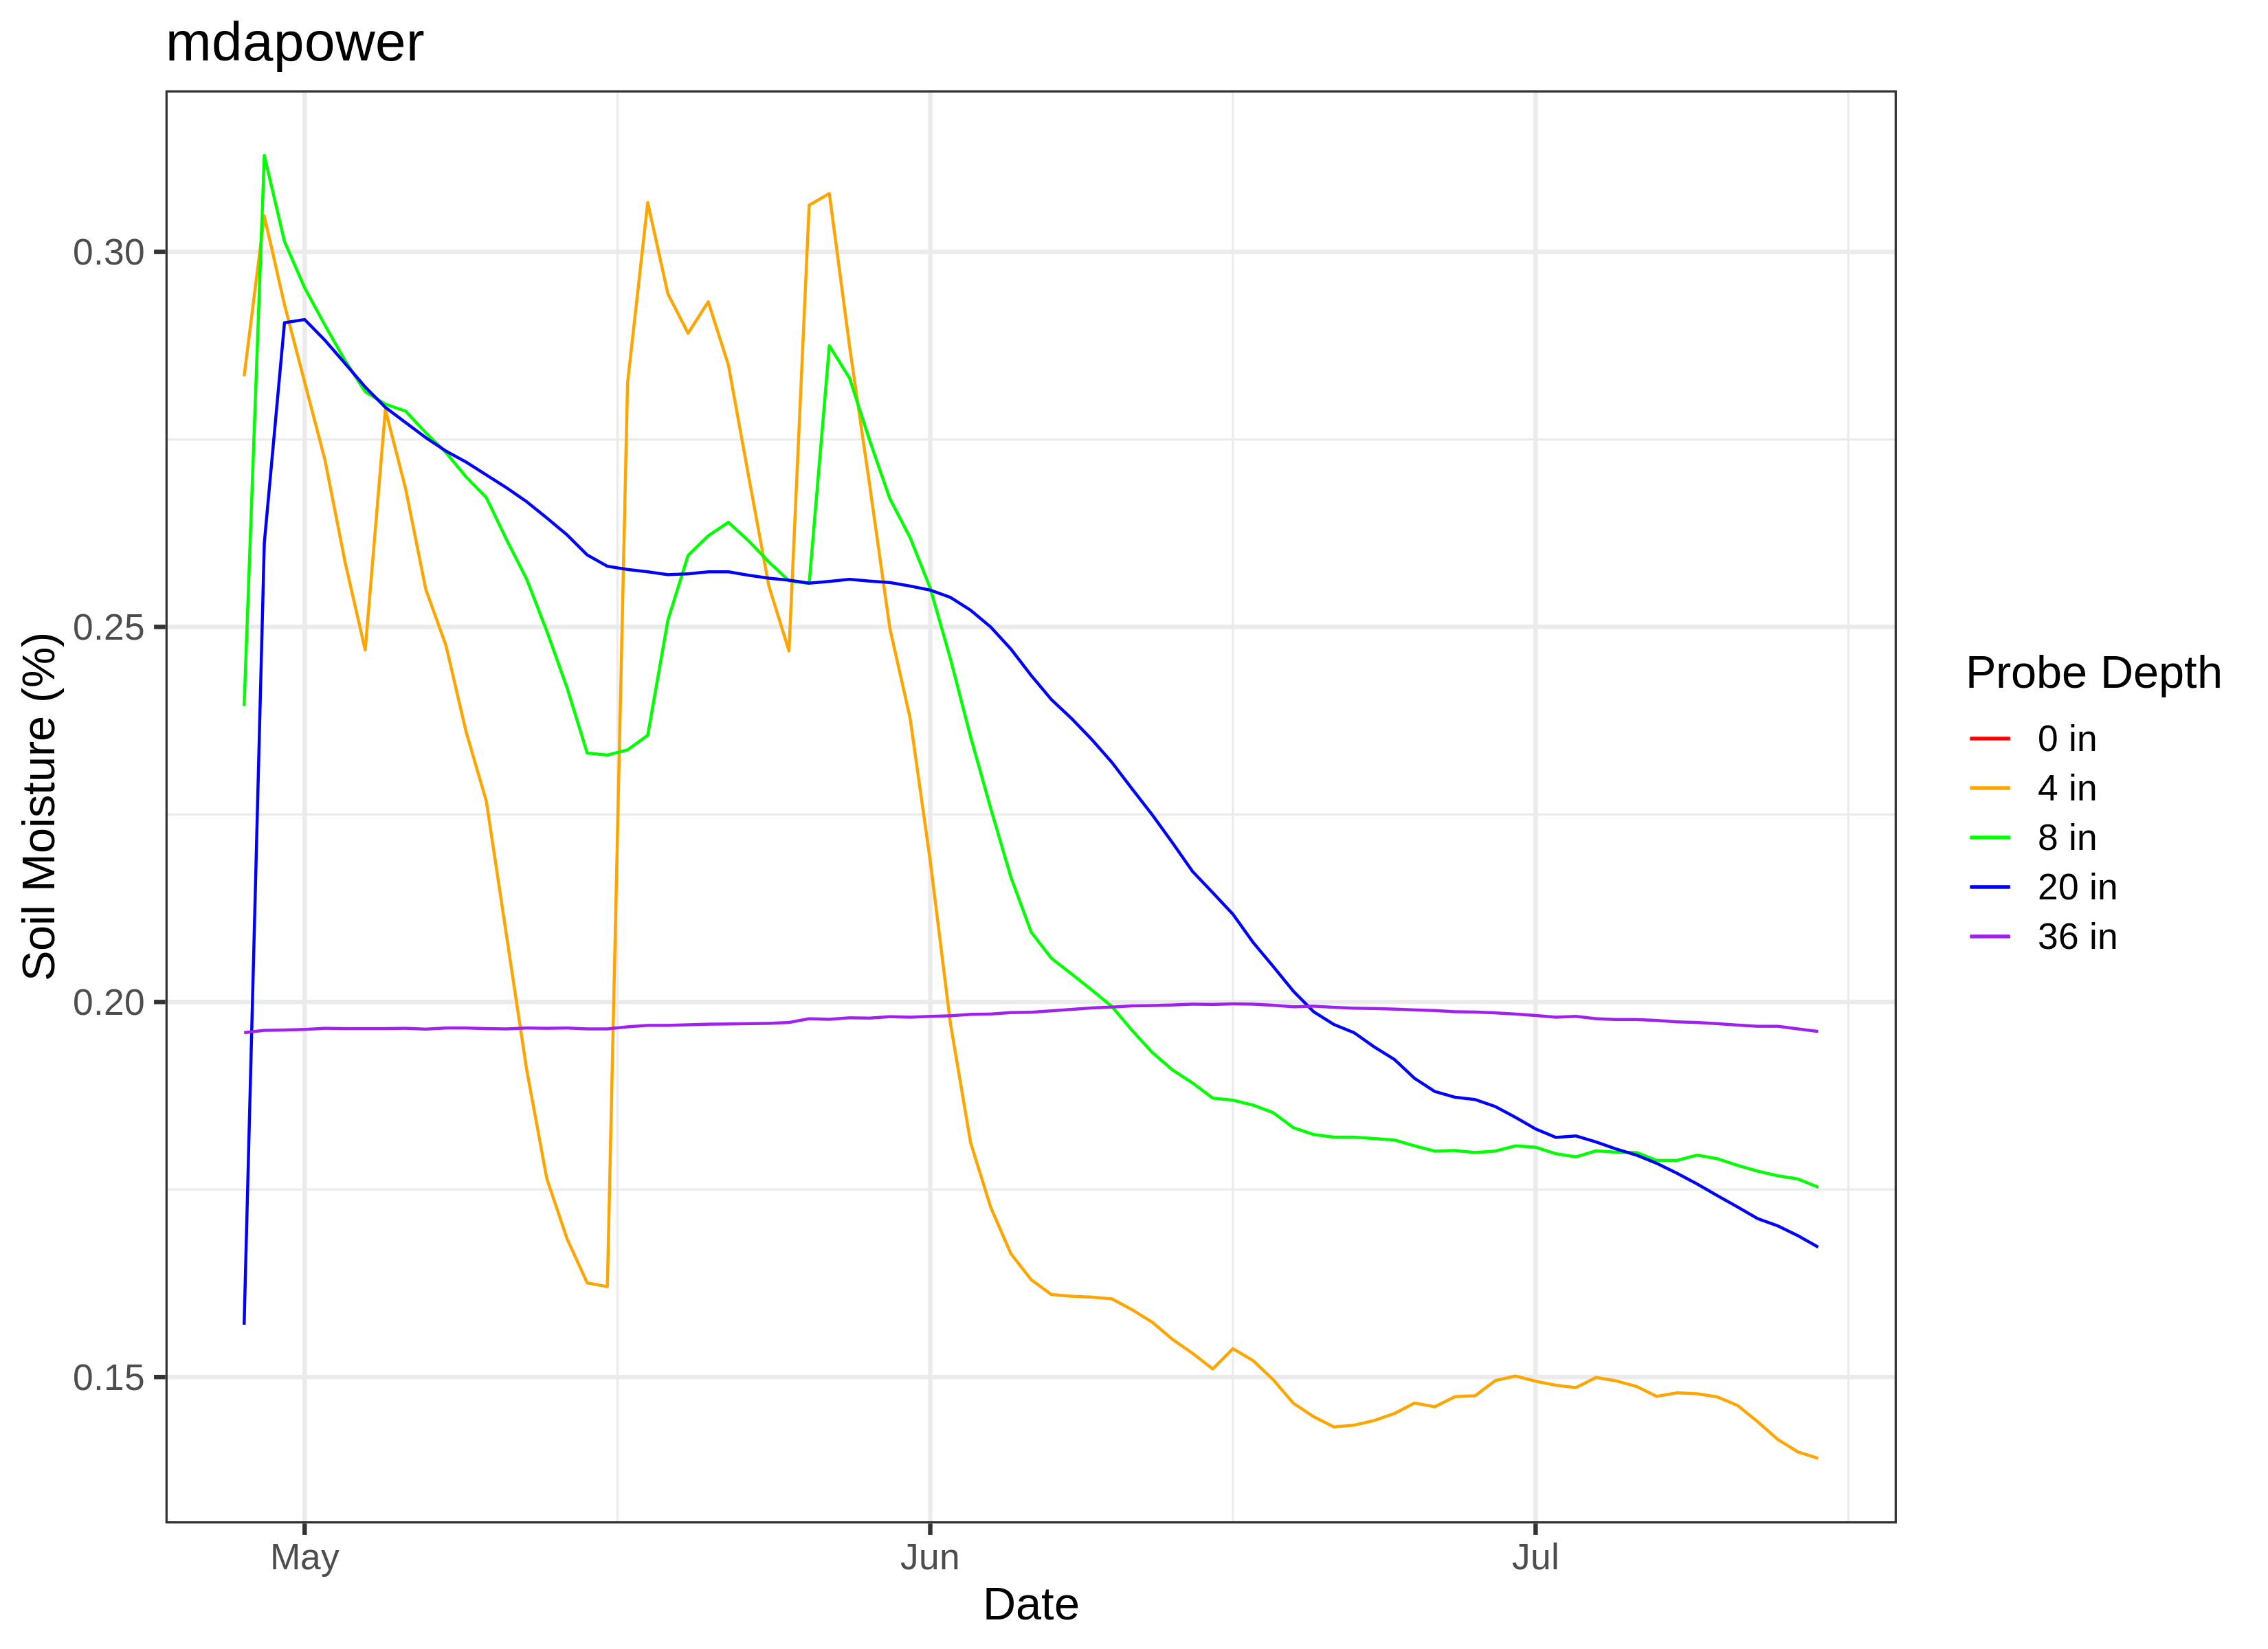 mdapower
0.30
0.25
0.20
0.15
Soil Moisture (%)
May
Jun
Jul
Date
Probe Depth
0 in
4 in
8 in
20 in
36 in